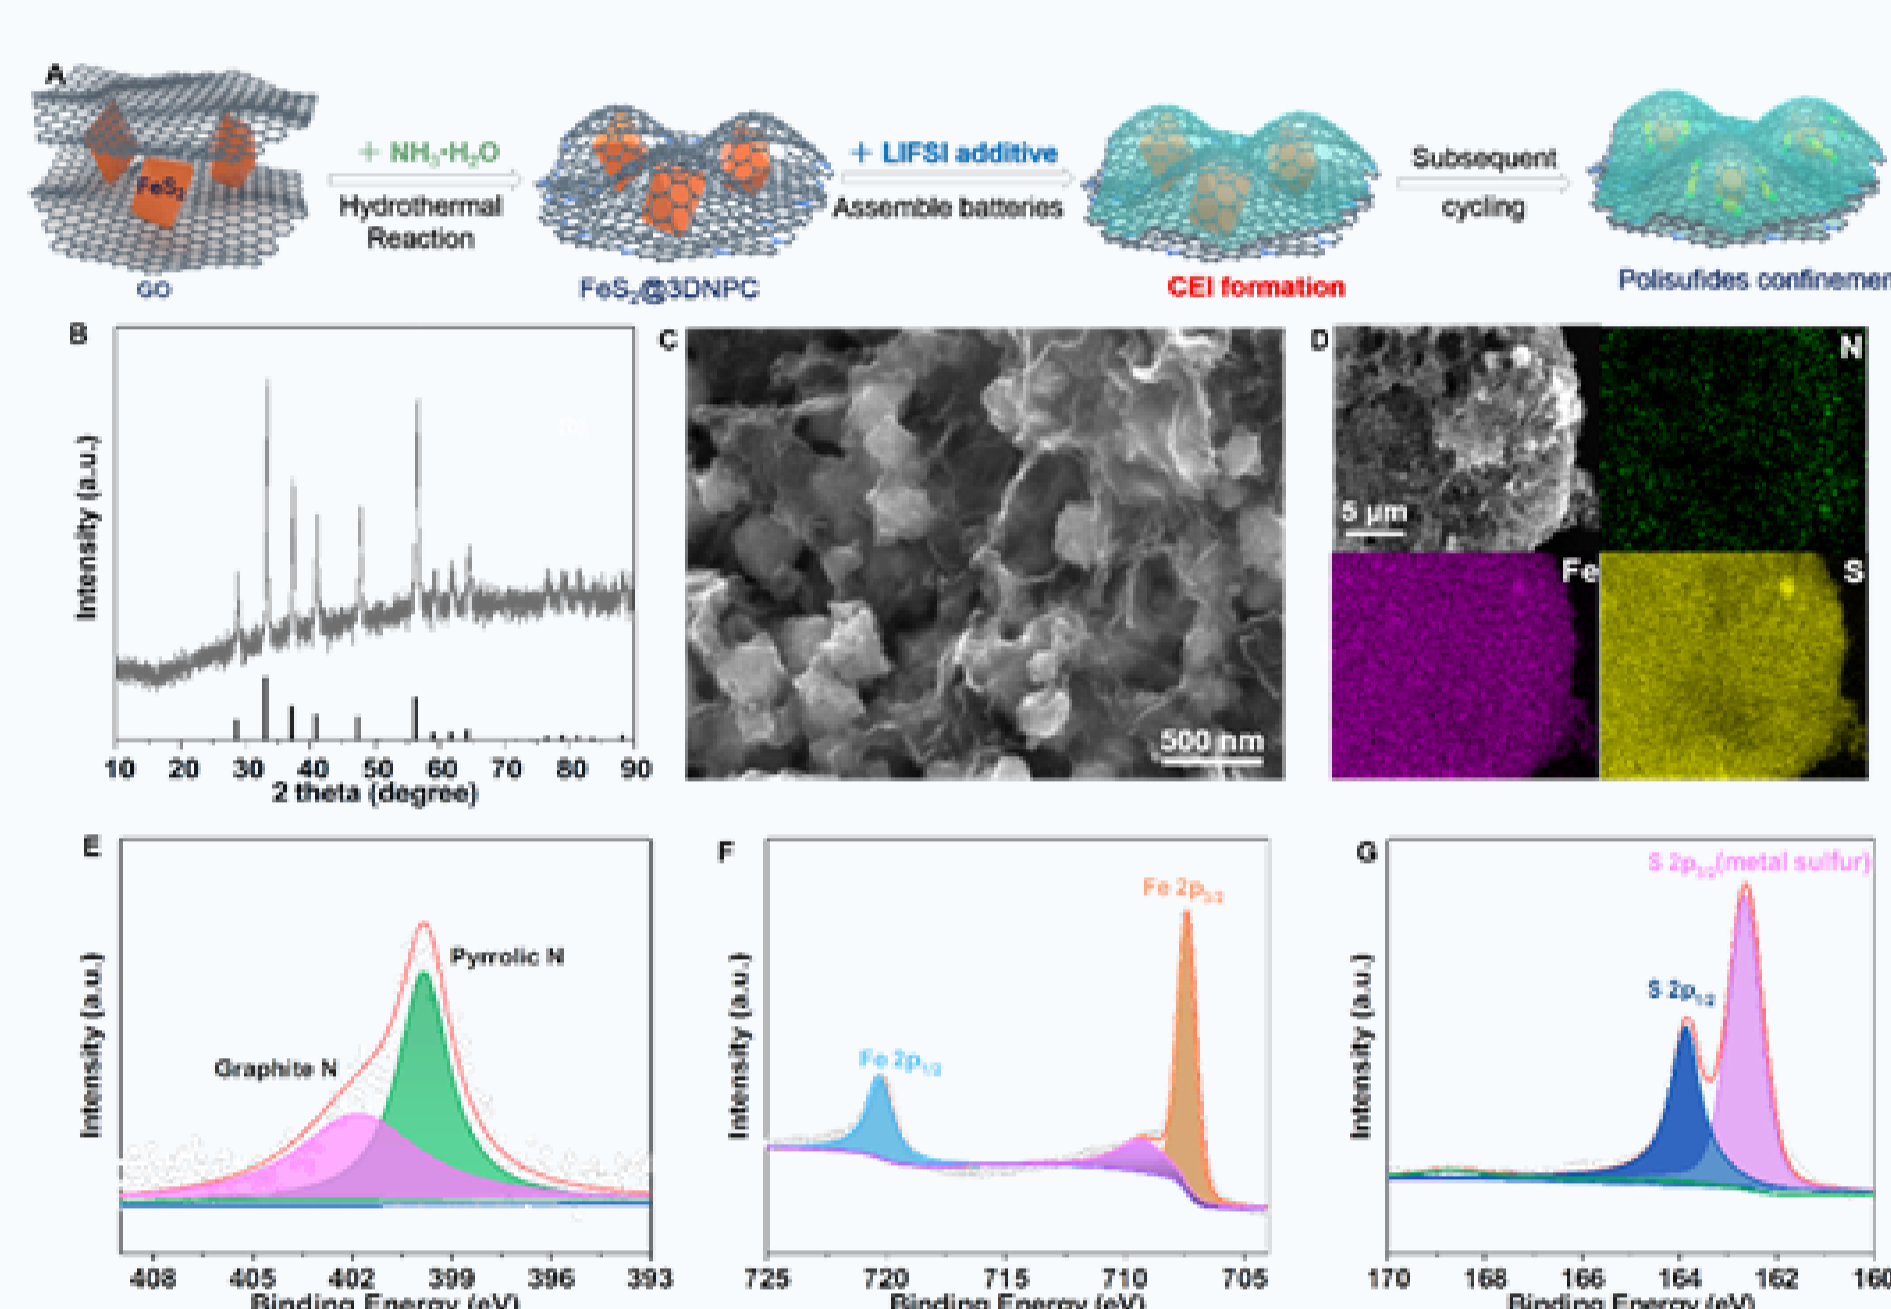 A
FeS₂
GO
+ NH₃·H₂O
Hydrothermal
Reaction
FeS₂@3DNPC
+ LIFSI additive
Assemble batteries
CEI formation
Subsequent
cycling
Polisufides confinemen
B
Intensity (a.u.)
10 20 30 40 50 60 70 80 90
2 theta (degree)
C
500 nm
D
N
5 µm
Fe
S
E
Intensity (a.u.)
Pyrrolic N
Graphite N
408 405 402 399 396 393
Binding Energy (eV)
F
Intensity (a.u.)
Fe 2p₃/₂
Fe 2p₁/₂
725 720 715 710 705
Binding Energy (eV)
G
Intensity (a.u.)
S 2p₃/₂(metal sulfur)
S 2p₁/₂
170 168 166 164 162 160
Binding Energy (eV)